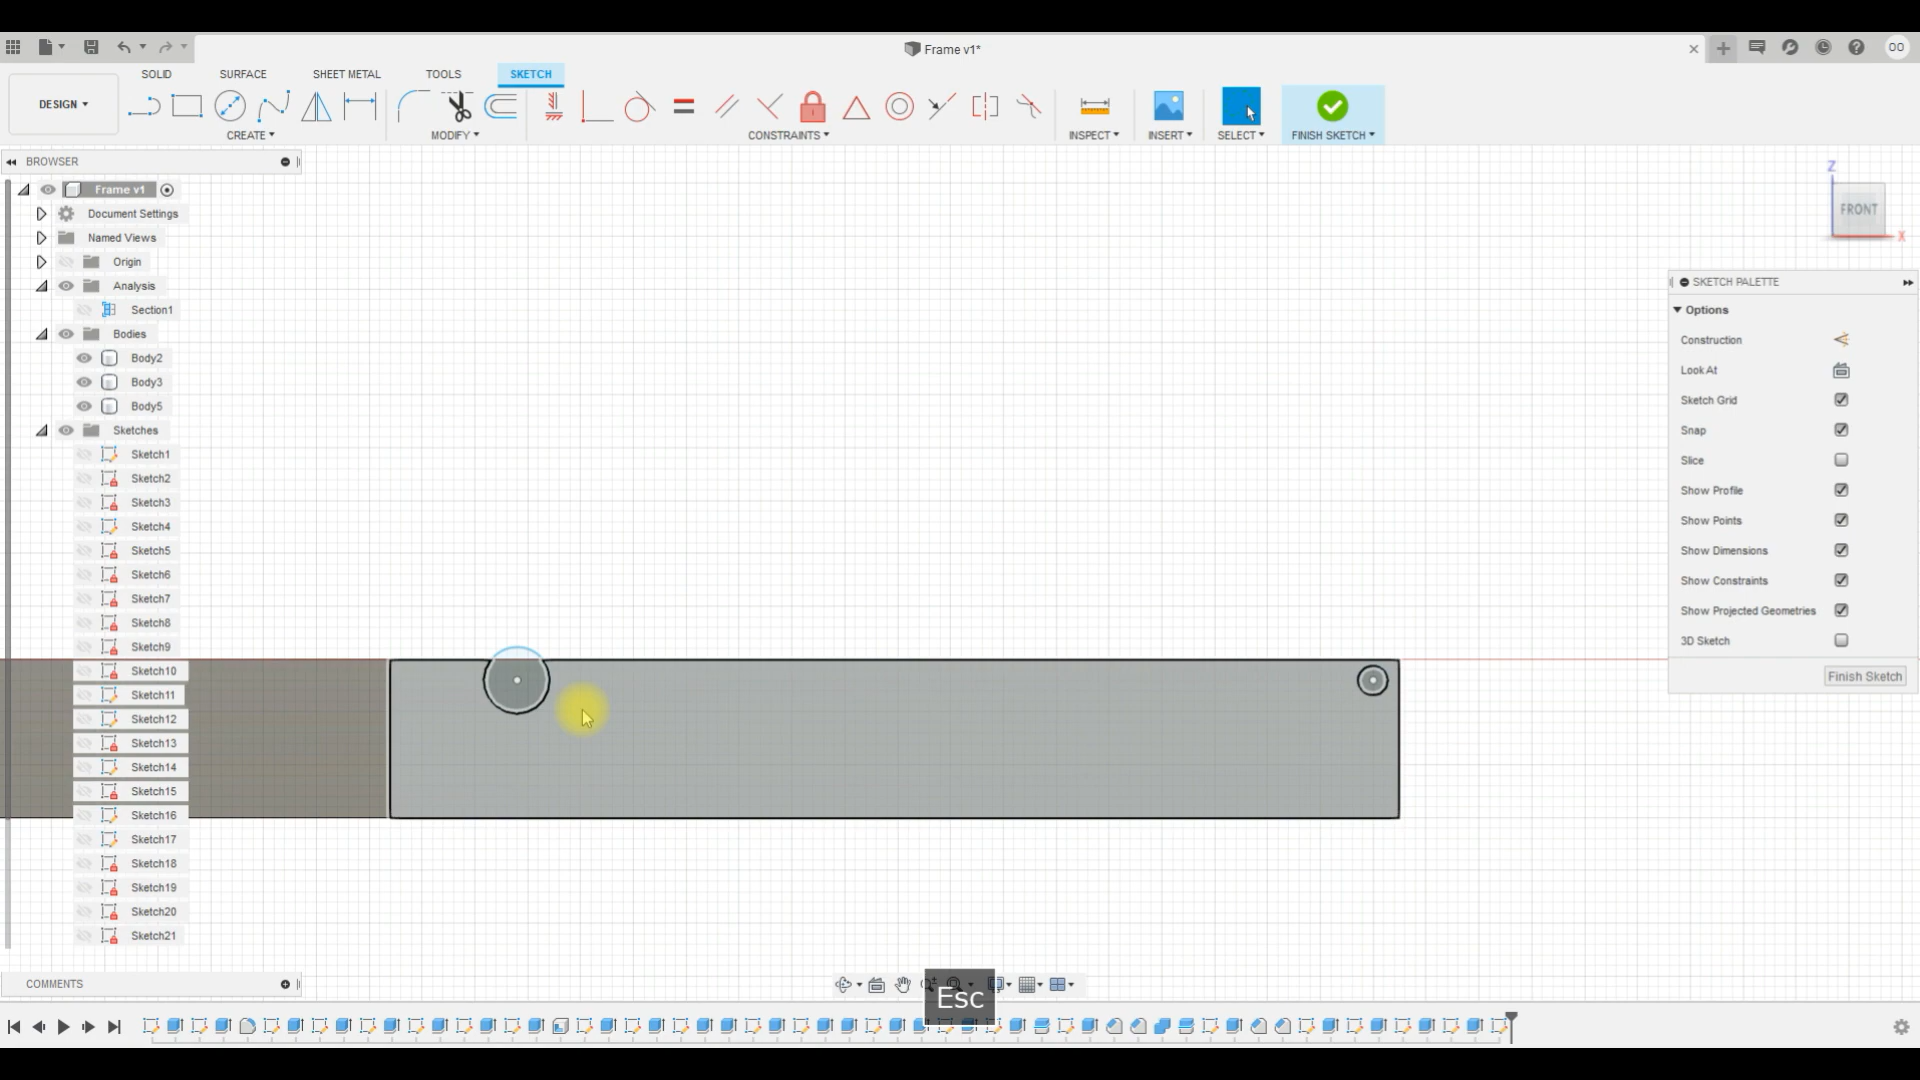 Frame v1*
OO
SOLID SURFACE SHEET METAL TOOLS SKETCH
DESIGN
CREATE MODIFY CONSTRAINTS INSPECT INSERT SELECT FINISH SKETCH
BROWSER
Frame v1
Document Settings
Named Views
Origin
Analysis
Section1
Bodies
Body2
Body3
Body5
Sketches
Sketch1
Sketch2
Sketch3
Sketch4
Sketch5
Sketch6
Sketch7
Sketch8
Sketch9
Sketch10
Sketch11
Sketch12
Sketch13
Sketch14
Sketch15
Sketch16
Sketch17
Sketch18
Sketch19
Sketch20
Sketch21
Z
FRONT
X
SKETCH PALETTE
Options
Construction
Look At
Sketch Grid
Snap
Slice
Show Profile
Show Points
Show Dimensions
Show Constraints
Show Projected Geometries
3D Sketch
Finish Sketch
COMMENTS
Esc